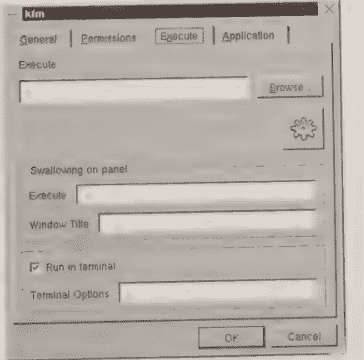 kfm
General Permissions Execute Application
Execute
Browse...
Swallowing on panel
Execute
Window Title
Run in terminal
Terminal Options
OK Cancel